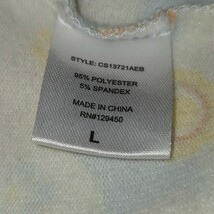 STYLE: CS13721AEB
95% POLYESTER
5% SPANDEX
MADE IN CHINA
RN#129450
L